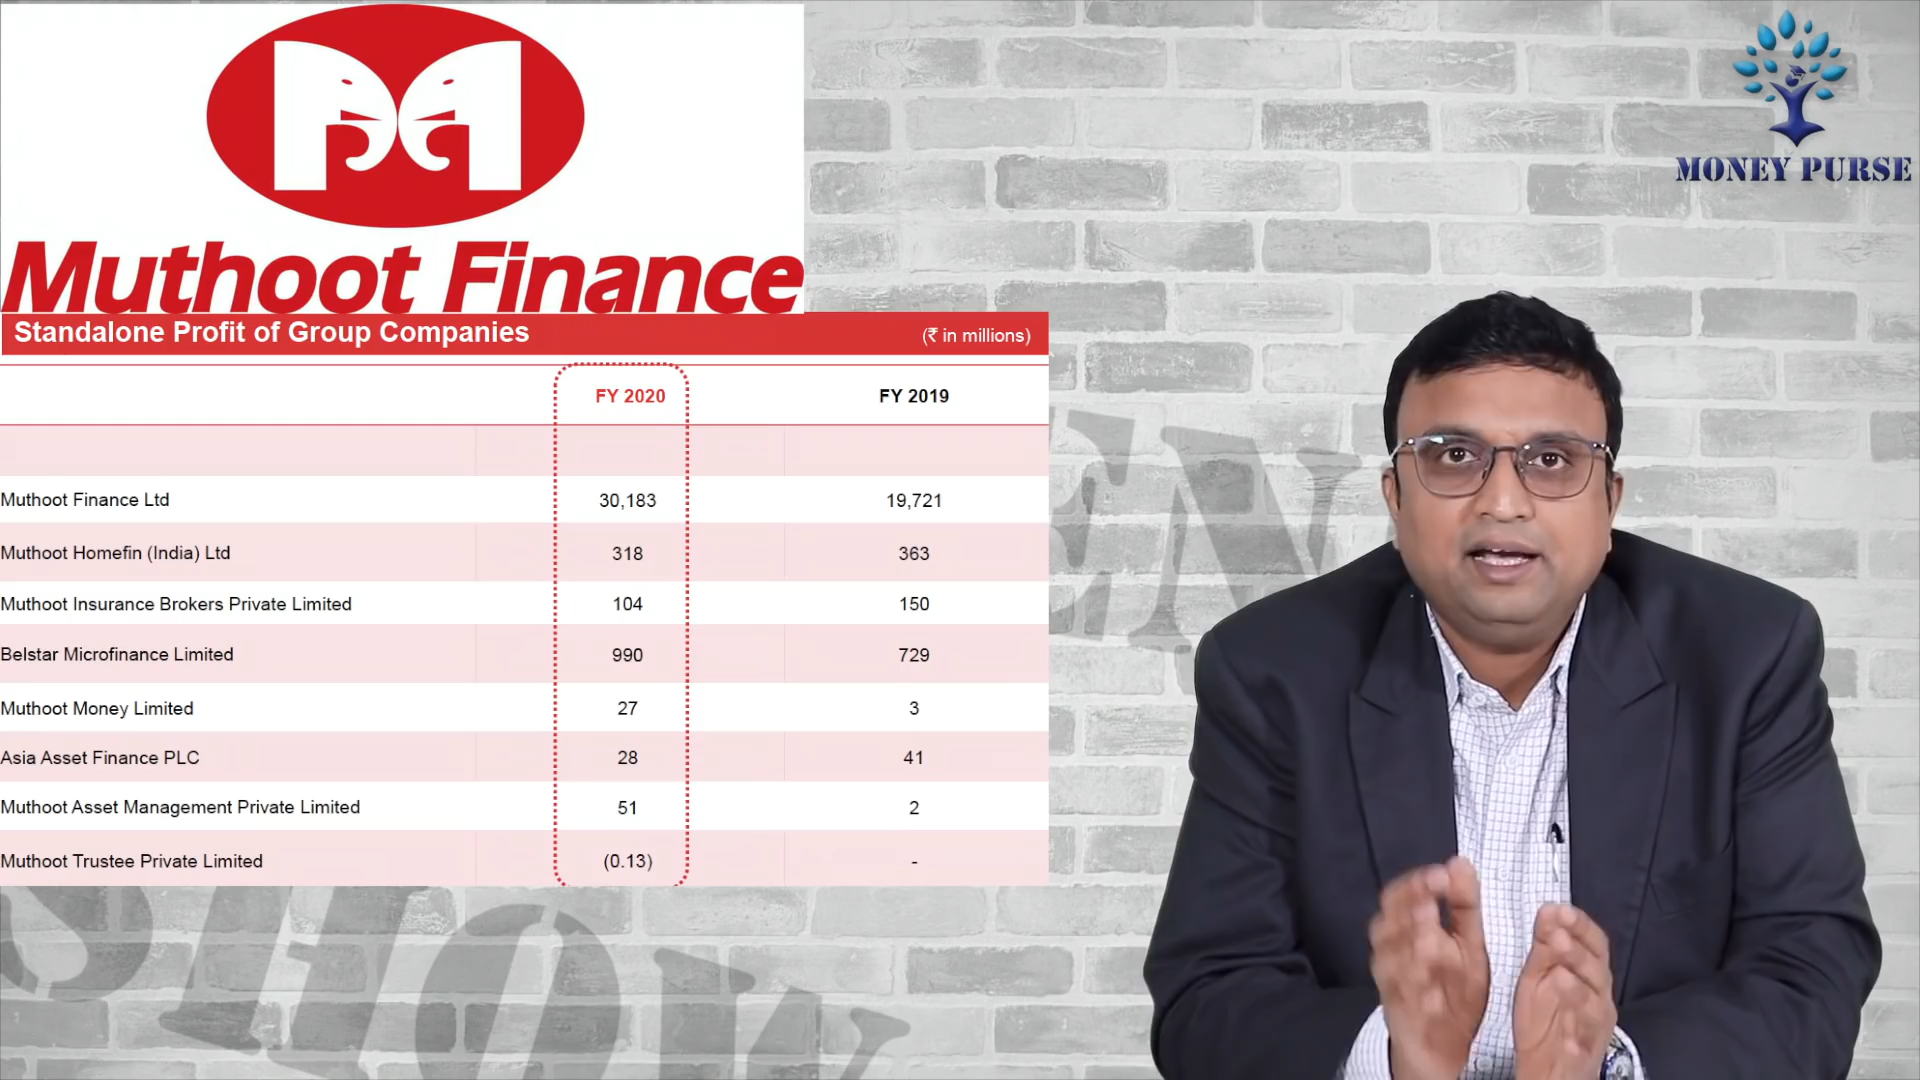 MONEY PURSE
Muthoot Finance
Standalone Profit of Group Companies (₹ in millions)
FY 2020 FY 2019
Muthoot Finance Ltd 30,183 19,721
Muthoot Homefin (India) Ltd 318 363
Muthoot Insurance Brokers Private Limited 104 150
Belstar Microfinance Limited 990 729
Muthoot Money Limited 27 3
Asia Asset Finance PLC 28 41
Muthoot Asset Management Private Limited 51 2
Muthoot Trustee Private Limited (0.13) -
SHOW